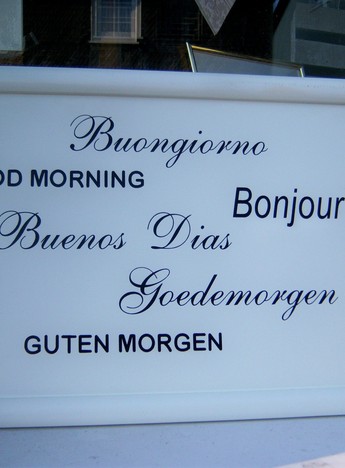 Buongiorno
OD MORNING
Bonjour
Buenos Dias
Goedemorgen
GUTEN MORGEN